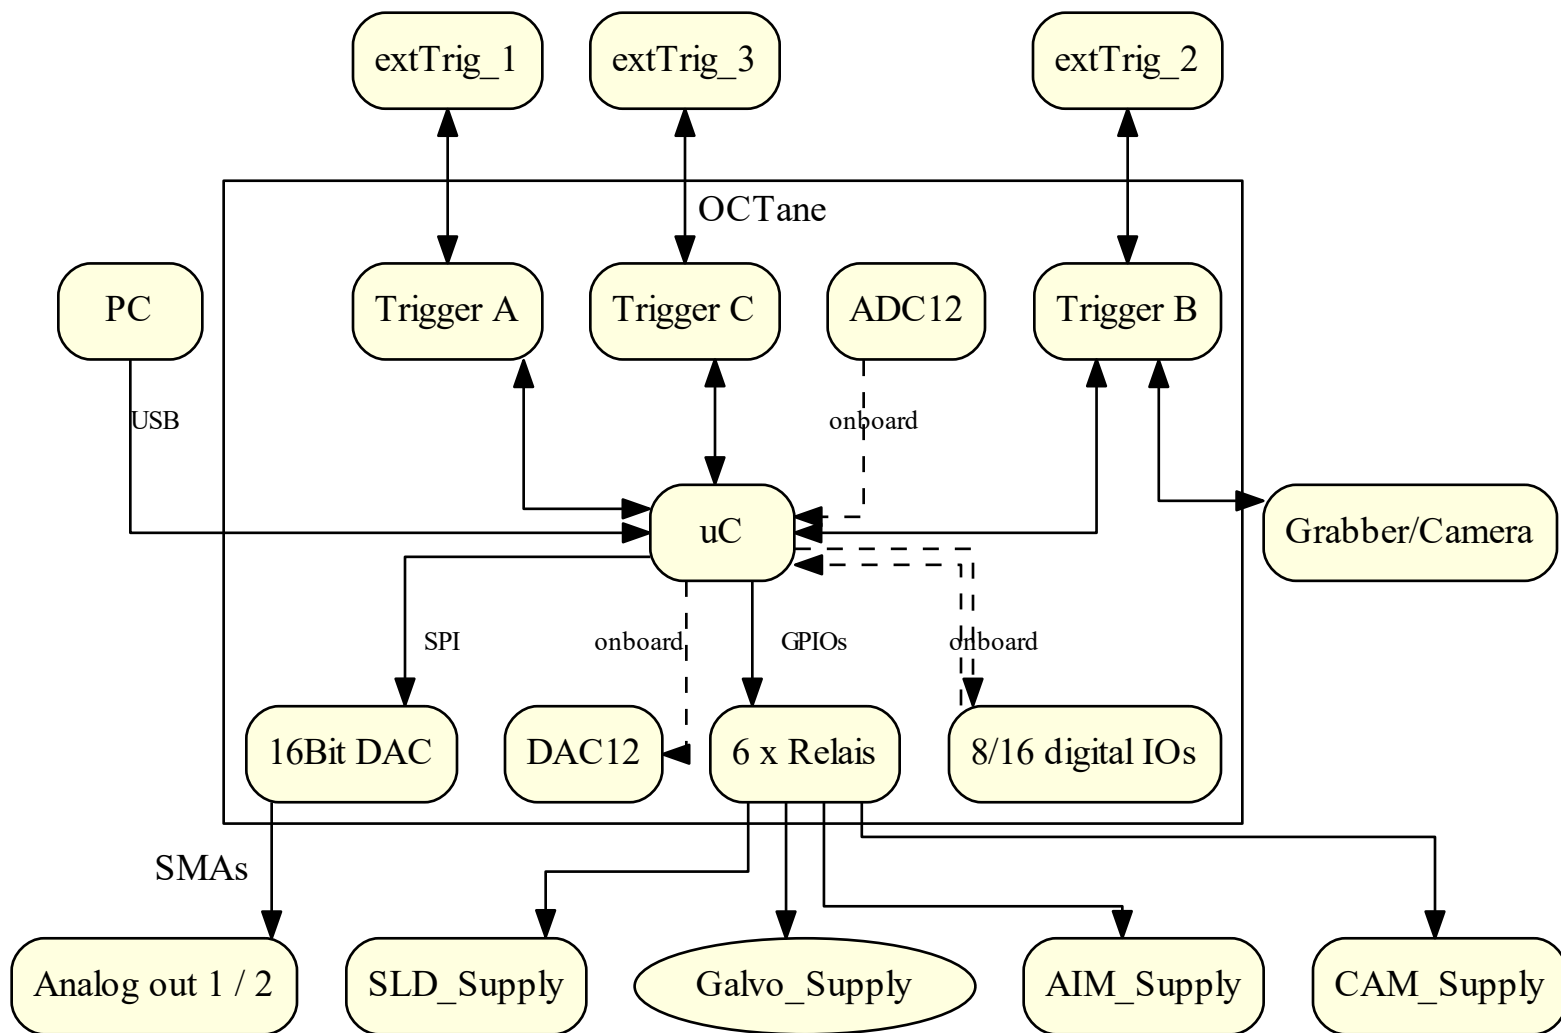 extTrig_1
extTrig_3
extTrig_2
OCTane
PC
Trigger A
Trigger C
ADC12
Trigger B
USB
onboard
uC
Grabber/Camera
SPI
onboard
GPIOs
onboard
16Bit DAC
DAC12
6 x Relais
8/16 digital IOs
SMAs
Analog out 1 / 2
SLD_Supply
Galvo_Supply
AIM_Supply
CAM_Supply